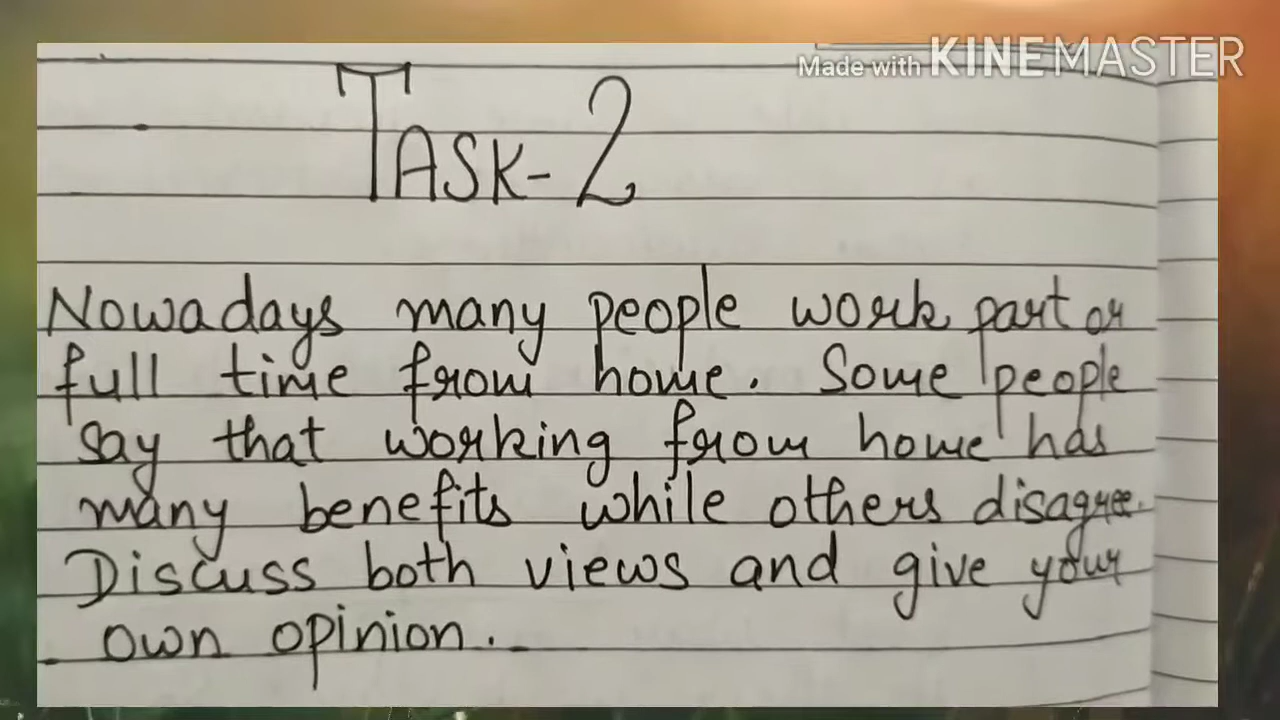 Made with KINEMASTER
TASK-2
Nowadays many people work part or
full time from home. Some people
say that working from home has
many benefits while others disagree.
Discuss both views and give your
own opinion.